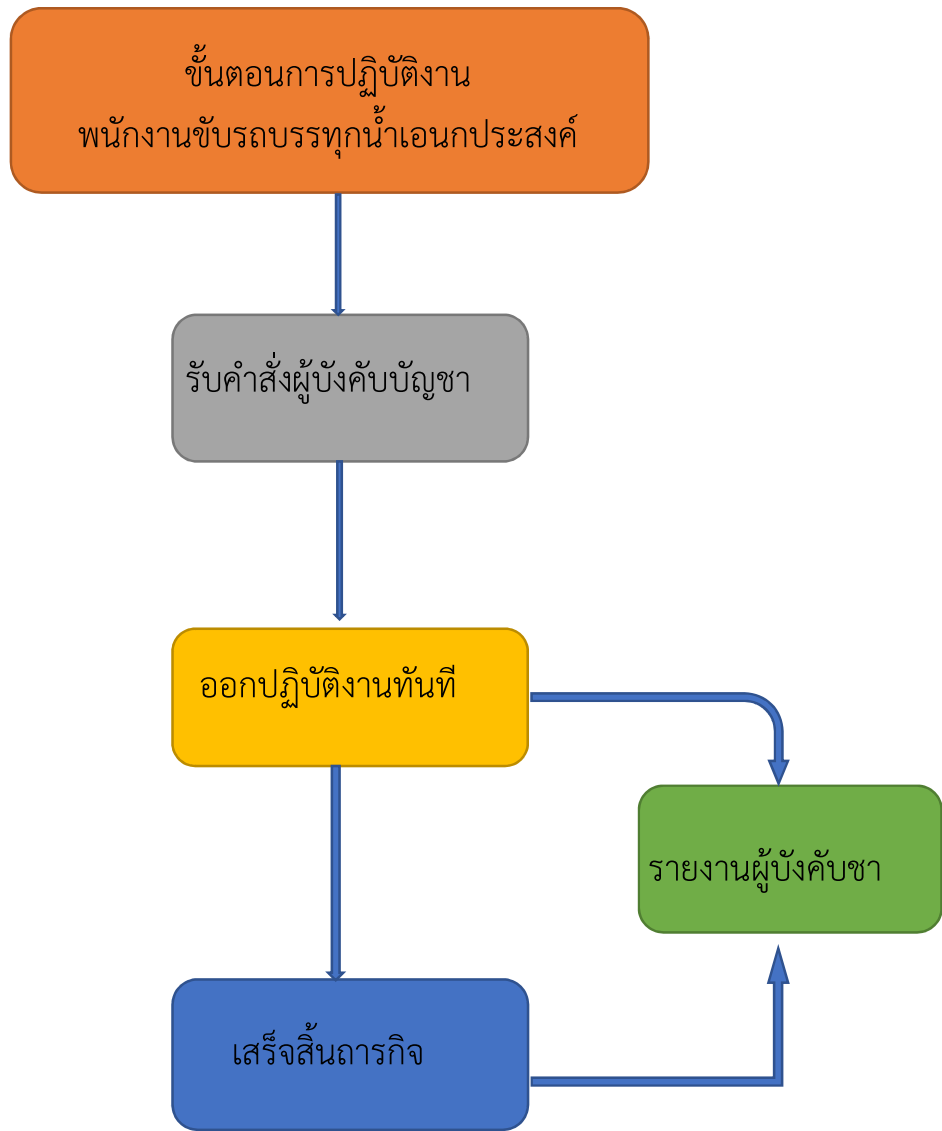 ขั้นตอนการปฏิบัติงาน
พนักงานขับรถบรรทุกน้ำเอนกประสงค์
รับคำสั่งผู้บังคับบัญชา
ออกปฏิบัติงานทันที
รายงานผู้บังคับชา
เสร็จสิ้นถารกิจ